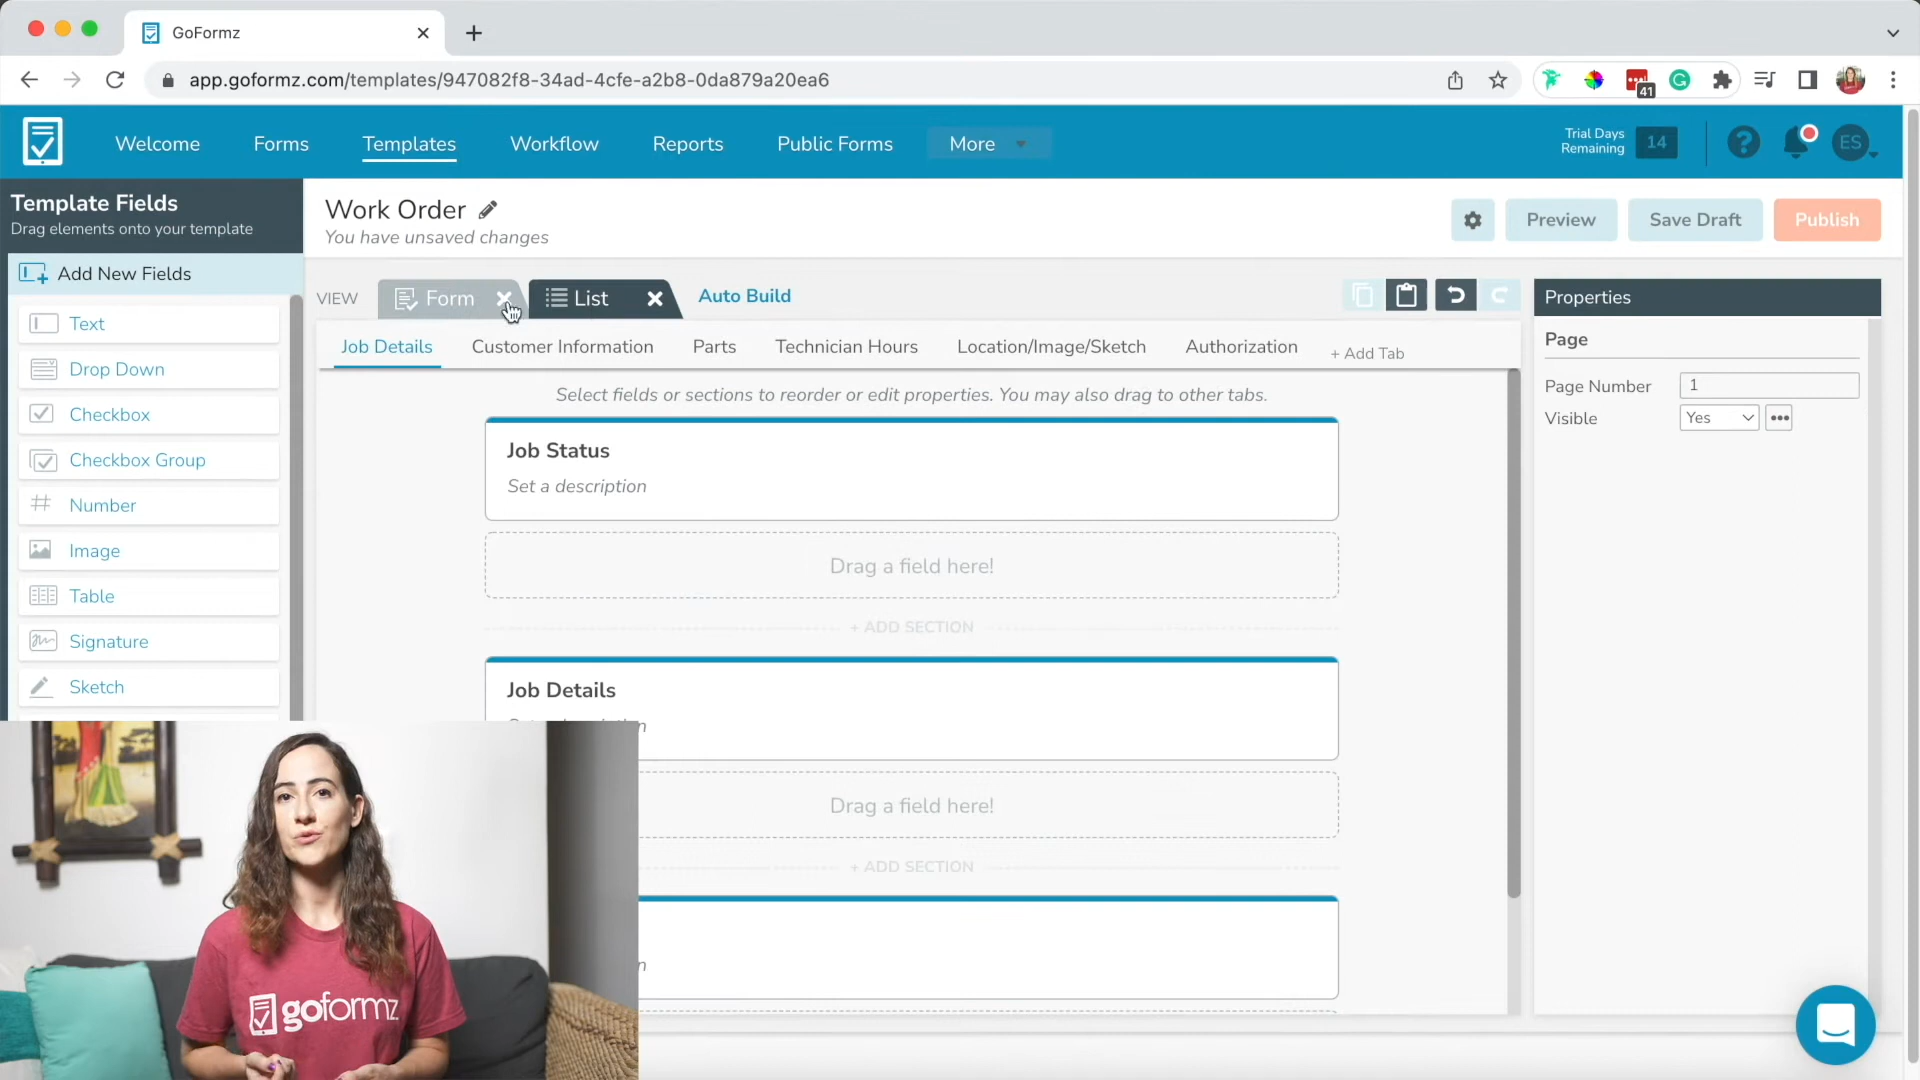 GoFormz
app.goformz.com/templates/947082f8-34ad-4cfe-a2b8-0da879a20ea6
41
Welcome
Forms
Templates
Workflow
Reports
Public Forms
More
Trial Days
Remaining
14
?
ES
Template Fields
Drag elements onto your template
Add New Fields
Text
Drop Down
Checkbox
Checkbox Group
Number
Image
Table
Signature
Sketch
Work Order
You have unsaved changes
Preview
Save Draft
Publish
VIEW
Form
List
Auto Build
Job Details
Customer Information
Parts
Technician Hours
Location/Image/Sketch
Authorization
+ Add Tab
Select fields or sections to reorder or edit properties. You may also drag to other tabs.
Job Status
Set a description
Drag a field here!
+ ADD SECTION
Job Details
Drag a field here!
+ ADD SECTION
Properties
Page
Page Number
1
Visible
Yes
goformz